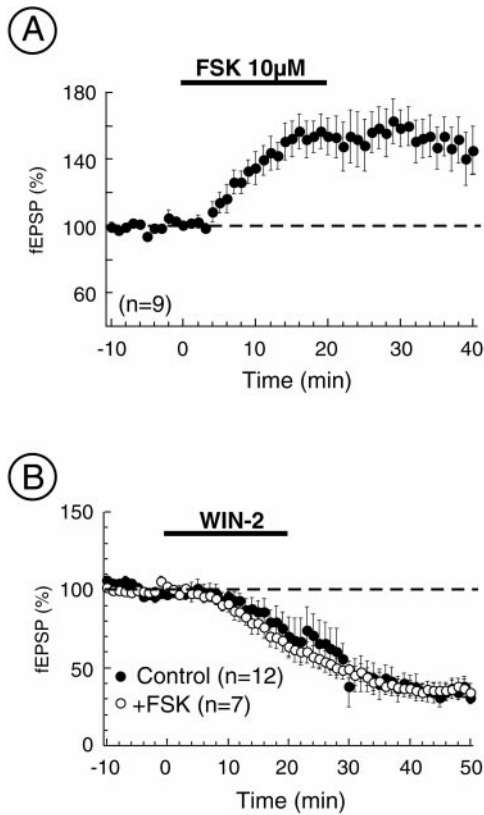 A
FSK 10µM
180
140
100
60
fEPSP (%)
(n=9)
-10 0 10 20 30 40
Time (min)
B
WIN-2
150
100
50
0
fEPSP (%)
Control (n=12)
+FSK (n=7)
-10 0 10 20 30 40 50
Time (min)